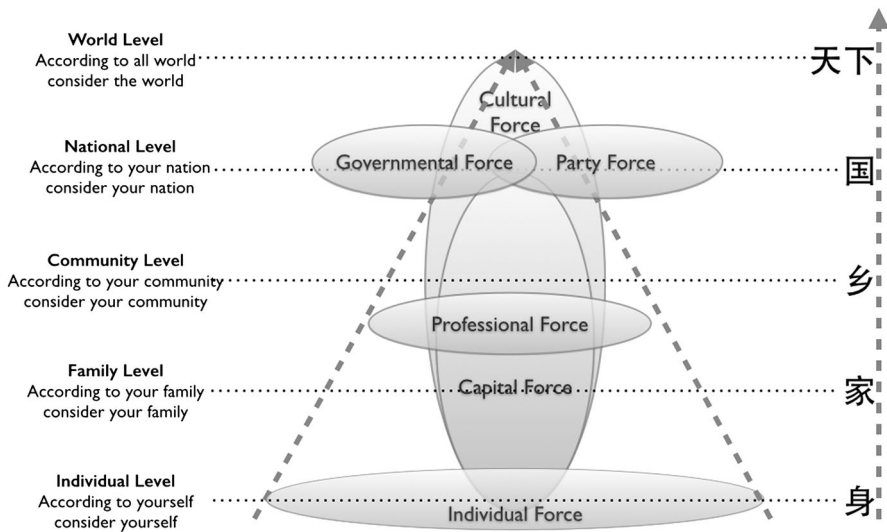 World Level
According to all world
consider the world
天下
Cultural
Force
National Level
According to your nation
consider your nation
Governmental Force
Party Force
国
Community Level
According to your community
consider your community
乡
Professional Force
Family Level
According to your family
consider your family
Capital Force
家
Individual Level
According to yourself
consider yourself
Individual Force
身